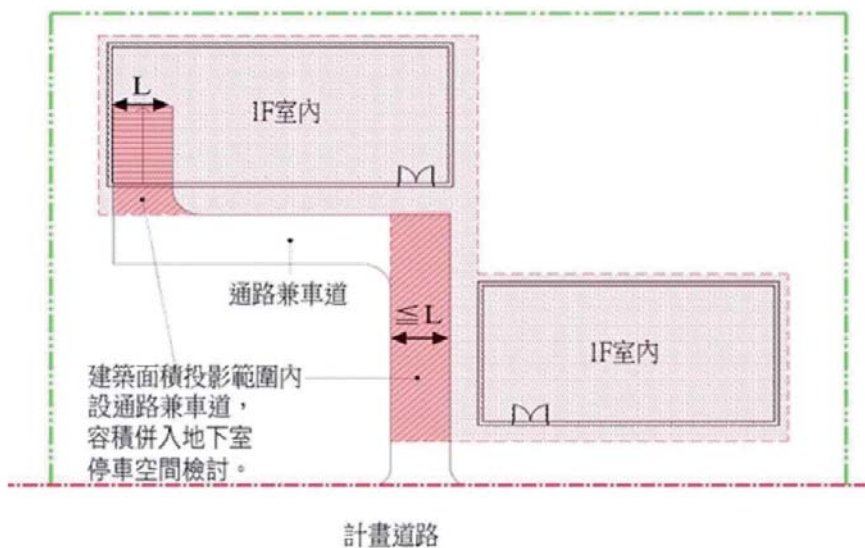 L
1F室內
通路兼車道
≦L
1F室內
建築面積投影範圍內
設通路兼車道，
容積併入地下室
停車空間檢討。
計畫道路